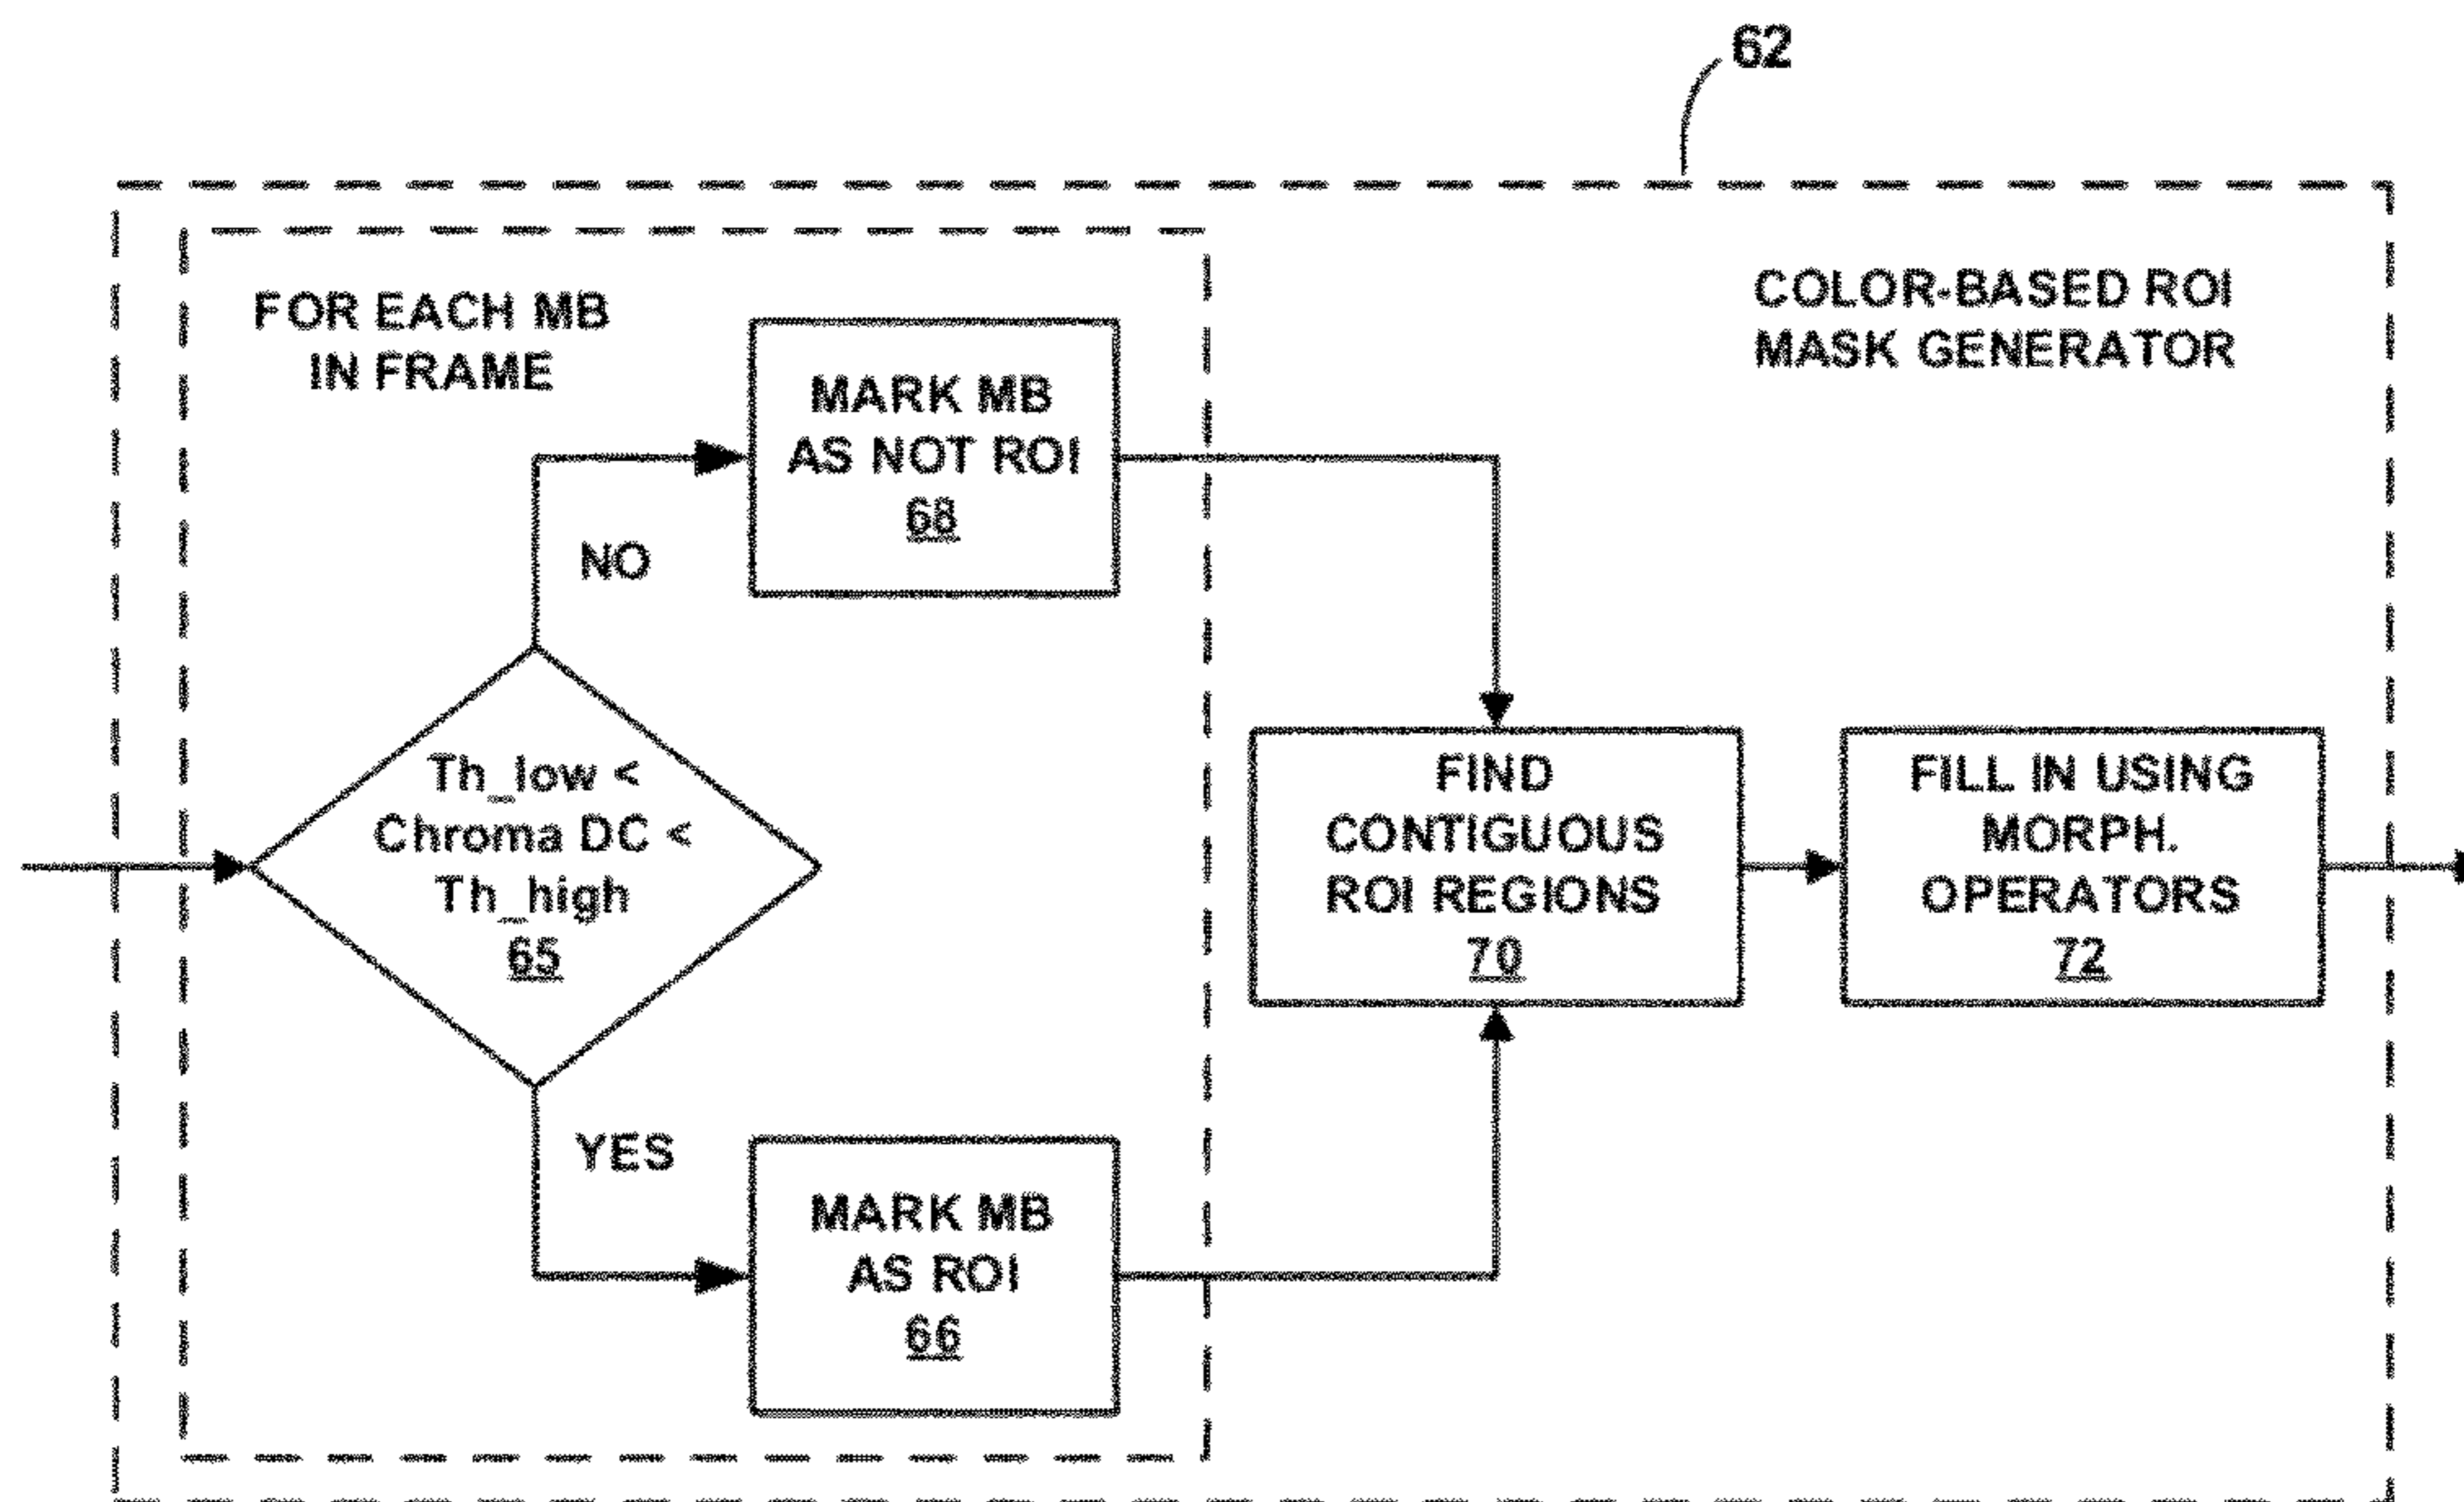 62
FOR EACH MB
IN FRAME
COLOR-BASED ROI
MASK GENERATOR
MARK MB
AS NOT ROI
68
NO
Th_low <
Chroma DC <
Th_high
65
FIND
CONTIGUOUS
ROI REGIONS
70
FILL IN USING
MORPH.
OPERATORS
72
YES
MARK MB
AS ROI
66